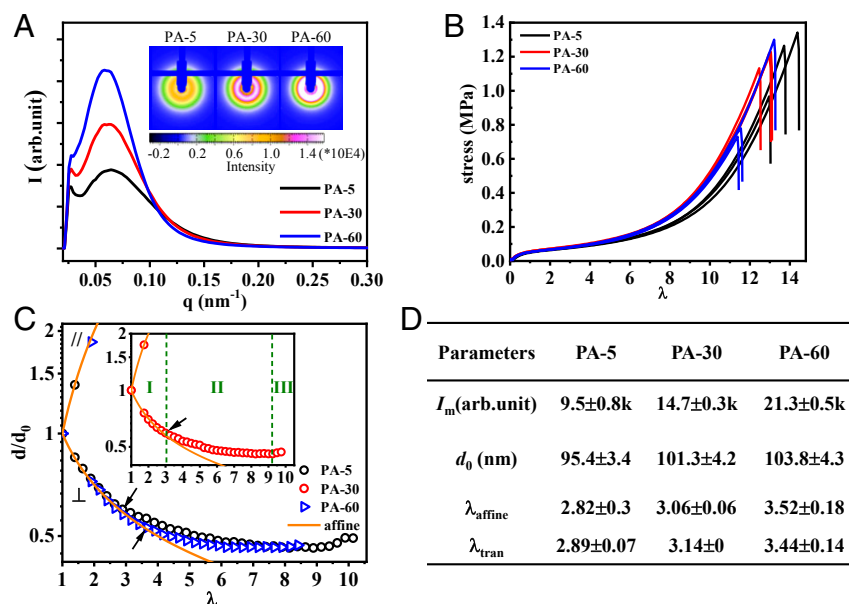 A
PA-5 PA-30 PA-60
-0.2 0.2 0.6 1.0 1.4 (*10E4)
Intensity
PA-5
PA-30
PA-60
I (arb.unit)
0.05 0.10 0.15 0.20 0.25 0.30
q (nm-1)
B
PA-5
PA-30
PA-60
stress (MPa)
1.4
1.2
1.0
0.8
0.6
0.4
0.2
0.0
0 2 4 6 8 10 12 14
λ
C
//
⊥
d/d0
2
1.5
1
0.5
1 2 3 4 5 6 7 8 9 10
λ
2
1.5
1
0.5
I II III
1 2 3 4 5 6 7 8 9 10
PA-5
PA-30
PA-60
affine
D
Parameters PA-5 PA-30 PA-60
Im(arb.unit) 9.5±0.8k 14.7±0.3k 21.3±0.5k
d0 (nm) 95.4±3.4 101.3±4.2 103.8±4.3
λaffine 2.82±0.3 3.06±0.06 3.52±0.18
λtran 2.89±0.07 3.14±0 3.44±0.14